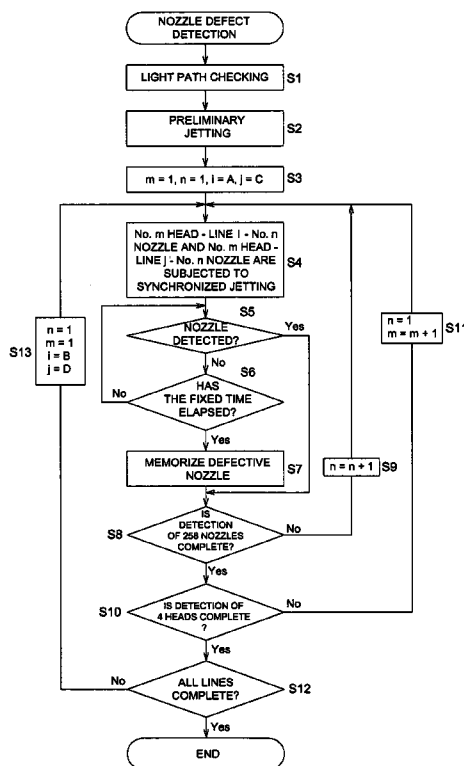 NOZZLE DEFECT
DETECTION
LIGHT PATH CHECKING
S1
PRELIMINARY
JETTING
S2
m = 1, n = 1, i = A, j = C
S3
No. m HEAD - LINE i - No. n
NOZZLE AND No. m HEAD -
LINE j - No. n NOZZLE ARE
SUBJECTED TO
SYNCHRONIZED JETTING
S4
S5
NOZZLE
DETECTED?
Yes
No
S6
HAS
THE FIXED TIME
ELAPSED?
No
Yes
MEMORIZE DEFECTIVE
NOZZLE
S7
IS
DETECTION
OF 258 NOZZLES
COMPLETE?
S8
No
n = n + 1
S9
Yes
IS DETECTION OF
4 HEADS COMPLETE
?
S10
No
n = 1
m = m + 1
S11
Yes
ALL LINES
COMPLETE?
S12
No
n = 1
m = 1
i = B
j = D
S13
Yes
END